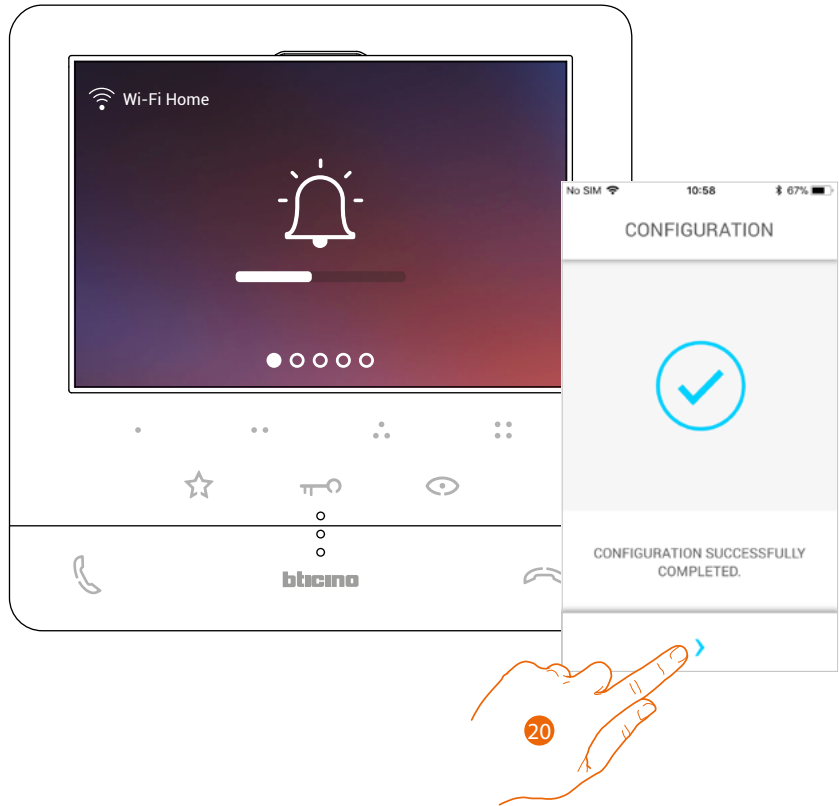 Wi-Fi Home
bticino
No SIM 10:58 67%
CONFIGURATION
CONFIGURATION SUCCESSFULLY
COMPLETED.
20